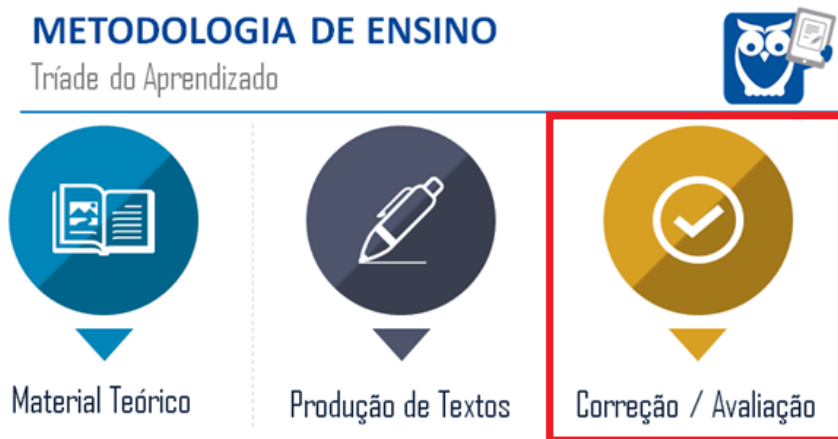 METODOLOGIA DE ENSINO
Tríade do Aprendizado
Material Teórico
Produção de Textos
Correção / Avaliação